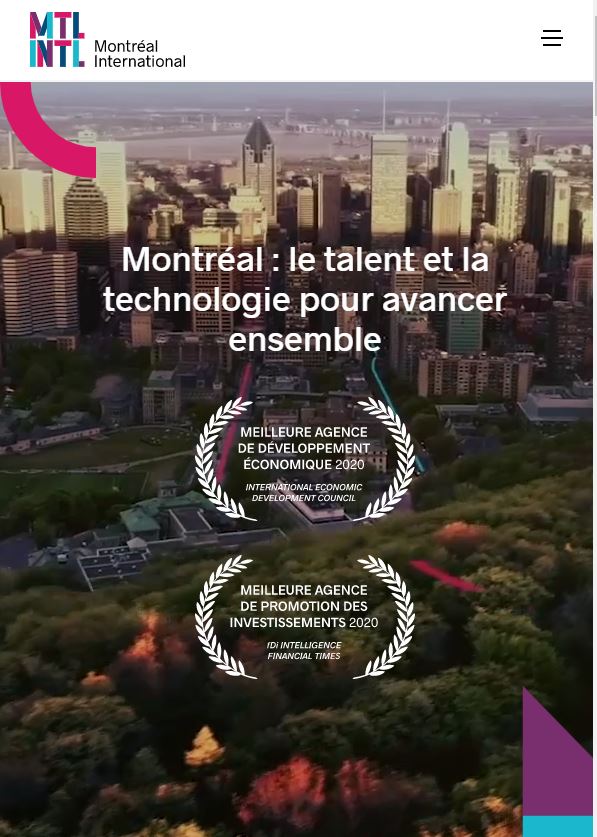 MTL
INTL
Montréal
International
Montréal : le talent et la
technologie pour avancer
ensemble
MEILLEURE AGENCE
DE DÉVELOPPEMENT
ÉCONOMIQUE 2020
INTERNATIONAL ECONOMIC
DEVELOPMENT COUNCIL
MEILLEURE AGENCE
DE PROMOTION DES
INVESTISSEMENTS 2020
fDi INTELLIGENCE
FINANCIAL TIMES